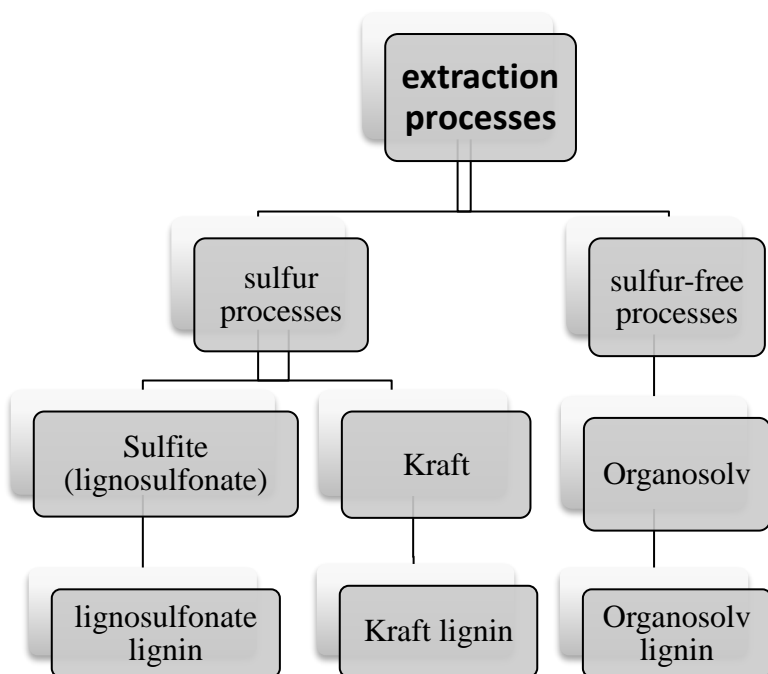 extraction
processes
sulfur
processes
sulfur-free
processes
Sulfite
(lignosulfonate)
Kraft
Organosolv
lignosulfonate
lignin
Kraft lignin
Organosolv
lignin